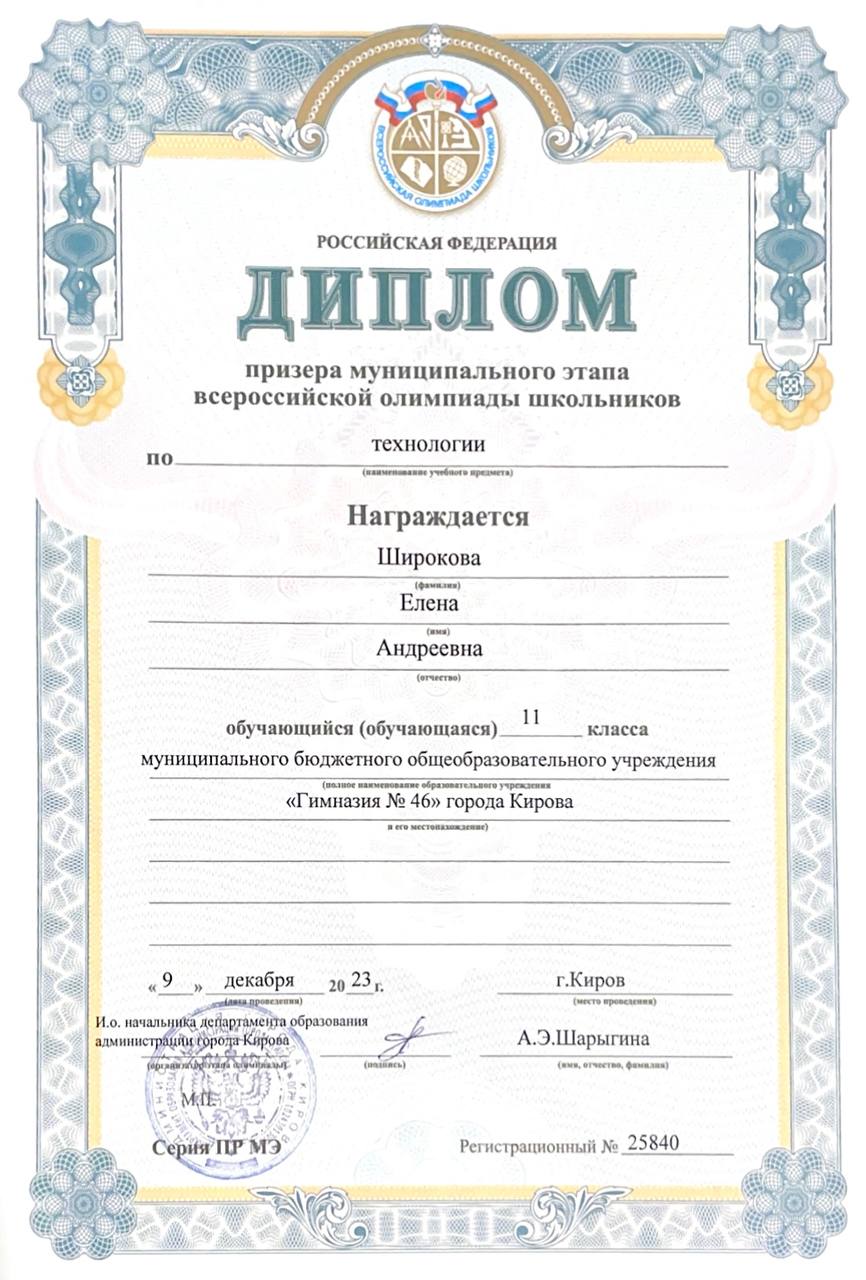 ВСЕРОССИЙСКАЯ ОЛИМПИАДА ШКОЛЬНИКОВ
РОССИЙСКАЯ ФЕДЕРАЦИЯ
ДИПЛОМ
призера муниципального этапа
всероссийской олимпиады школьников
по технологии
(наименование учебного предмета)
Награждается
Широкова
(фамилия)
Елена
(имя)
Андреевна
(отчество)
обучающийся (обучающаяся) 11 класса
муниципального бюджетного общеобразовательного учреждения
(полное наименование образовательного учреждения
«Гимназия № 46» города Кирова
и его местонахождение)
« 9 » декабря 20 23 г. г.Киров
(дата проведения) (место проведения)
И.о. начальника департамента образования
администрации города Кирова А.Э.Шарыгина
(организатор этапа олимпиады) (подпись) (имя, отчество, фамилия)
М.П.
Серия ПР МЭ Регистрационный № 25840